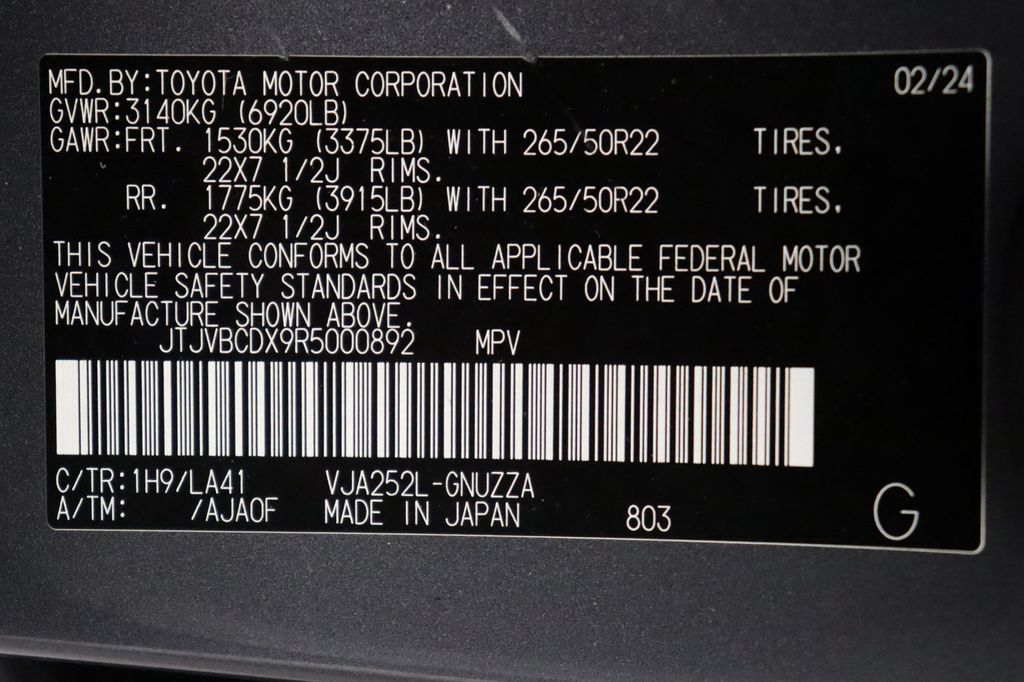 MFD.BY:TOYOTA MOTOR CORPORATION 02/24
GVWR:3140KG (6920LB)
GAWR:FRT. 1530KG (3375LB) WITH 265/50R22 TIRES.
22X7 1/2J RIMS.
RR. 1775KG (3915LB) WITH 265/50R22 TIRES.
22X7 1/2J RIMS.
THIS VEHICLE CONFORMS TO ALL APPLICABLE FEDERAL MOTOR
VEHICLE SAFETY STANDARDS IN EFFECT ON THE DATE OF
MANUFACTURE SHOWN ABOVE.
JTJVBCDX9R5000892 MPV
C/TR:1H9/LA41 VJA252L-GNUZZA
A/TM: /AJA0F MADE IN JAPAN 803 G